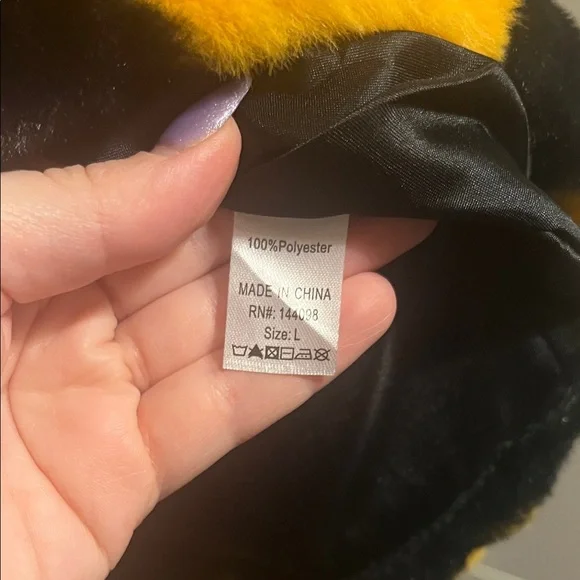 100%Polyester
MADE IN CHINA
RN#: 144098
Size: L